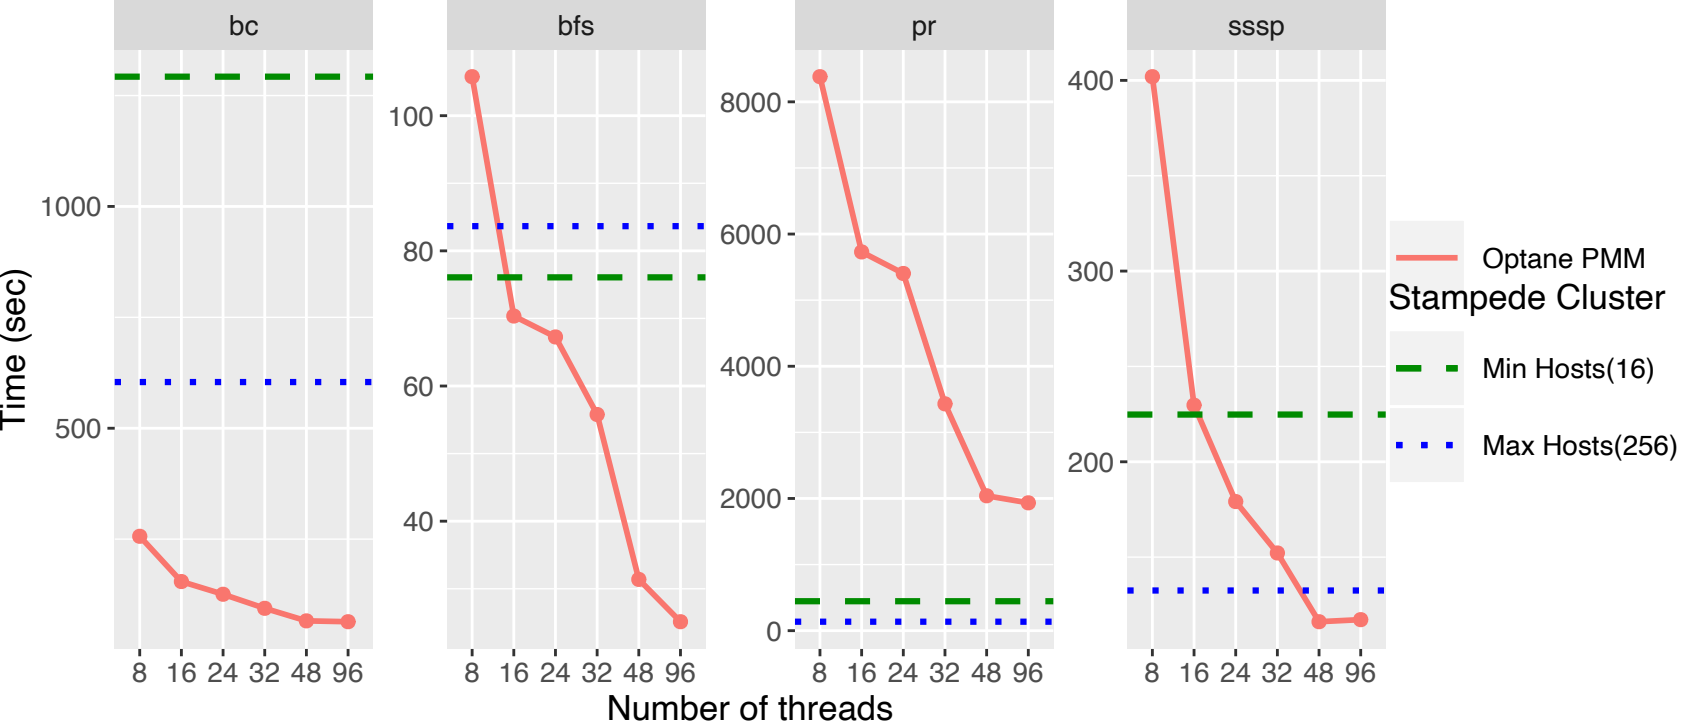 bc bfs pr sssp
1000
500
100
80
60
40
8000
6000
4000
2000
0
400
300
200
8 16 24 32 48 96 8 16 24 32 48 96 8 16 24 32 48 96 8 16 24 32 48 96
Time (sec)
Number of threads
Optane PMM
Stampede Cluster
Min Hosts(16)
Max Hosts(256)